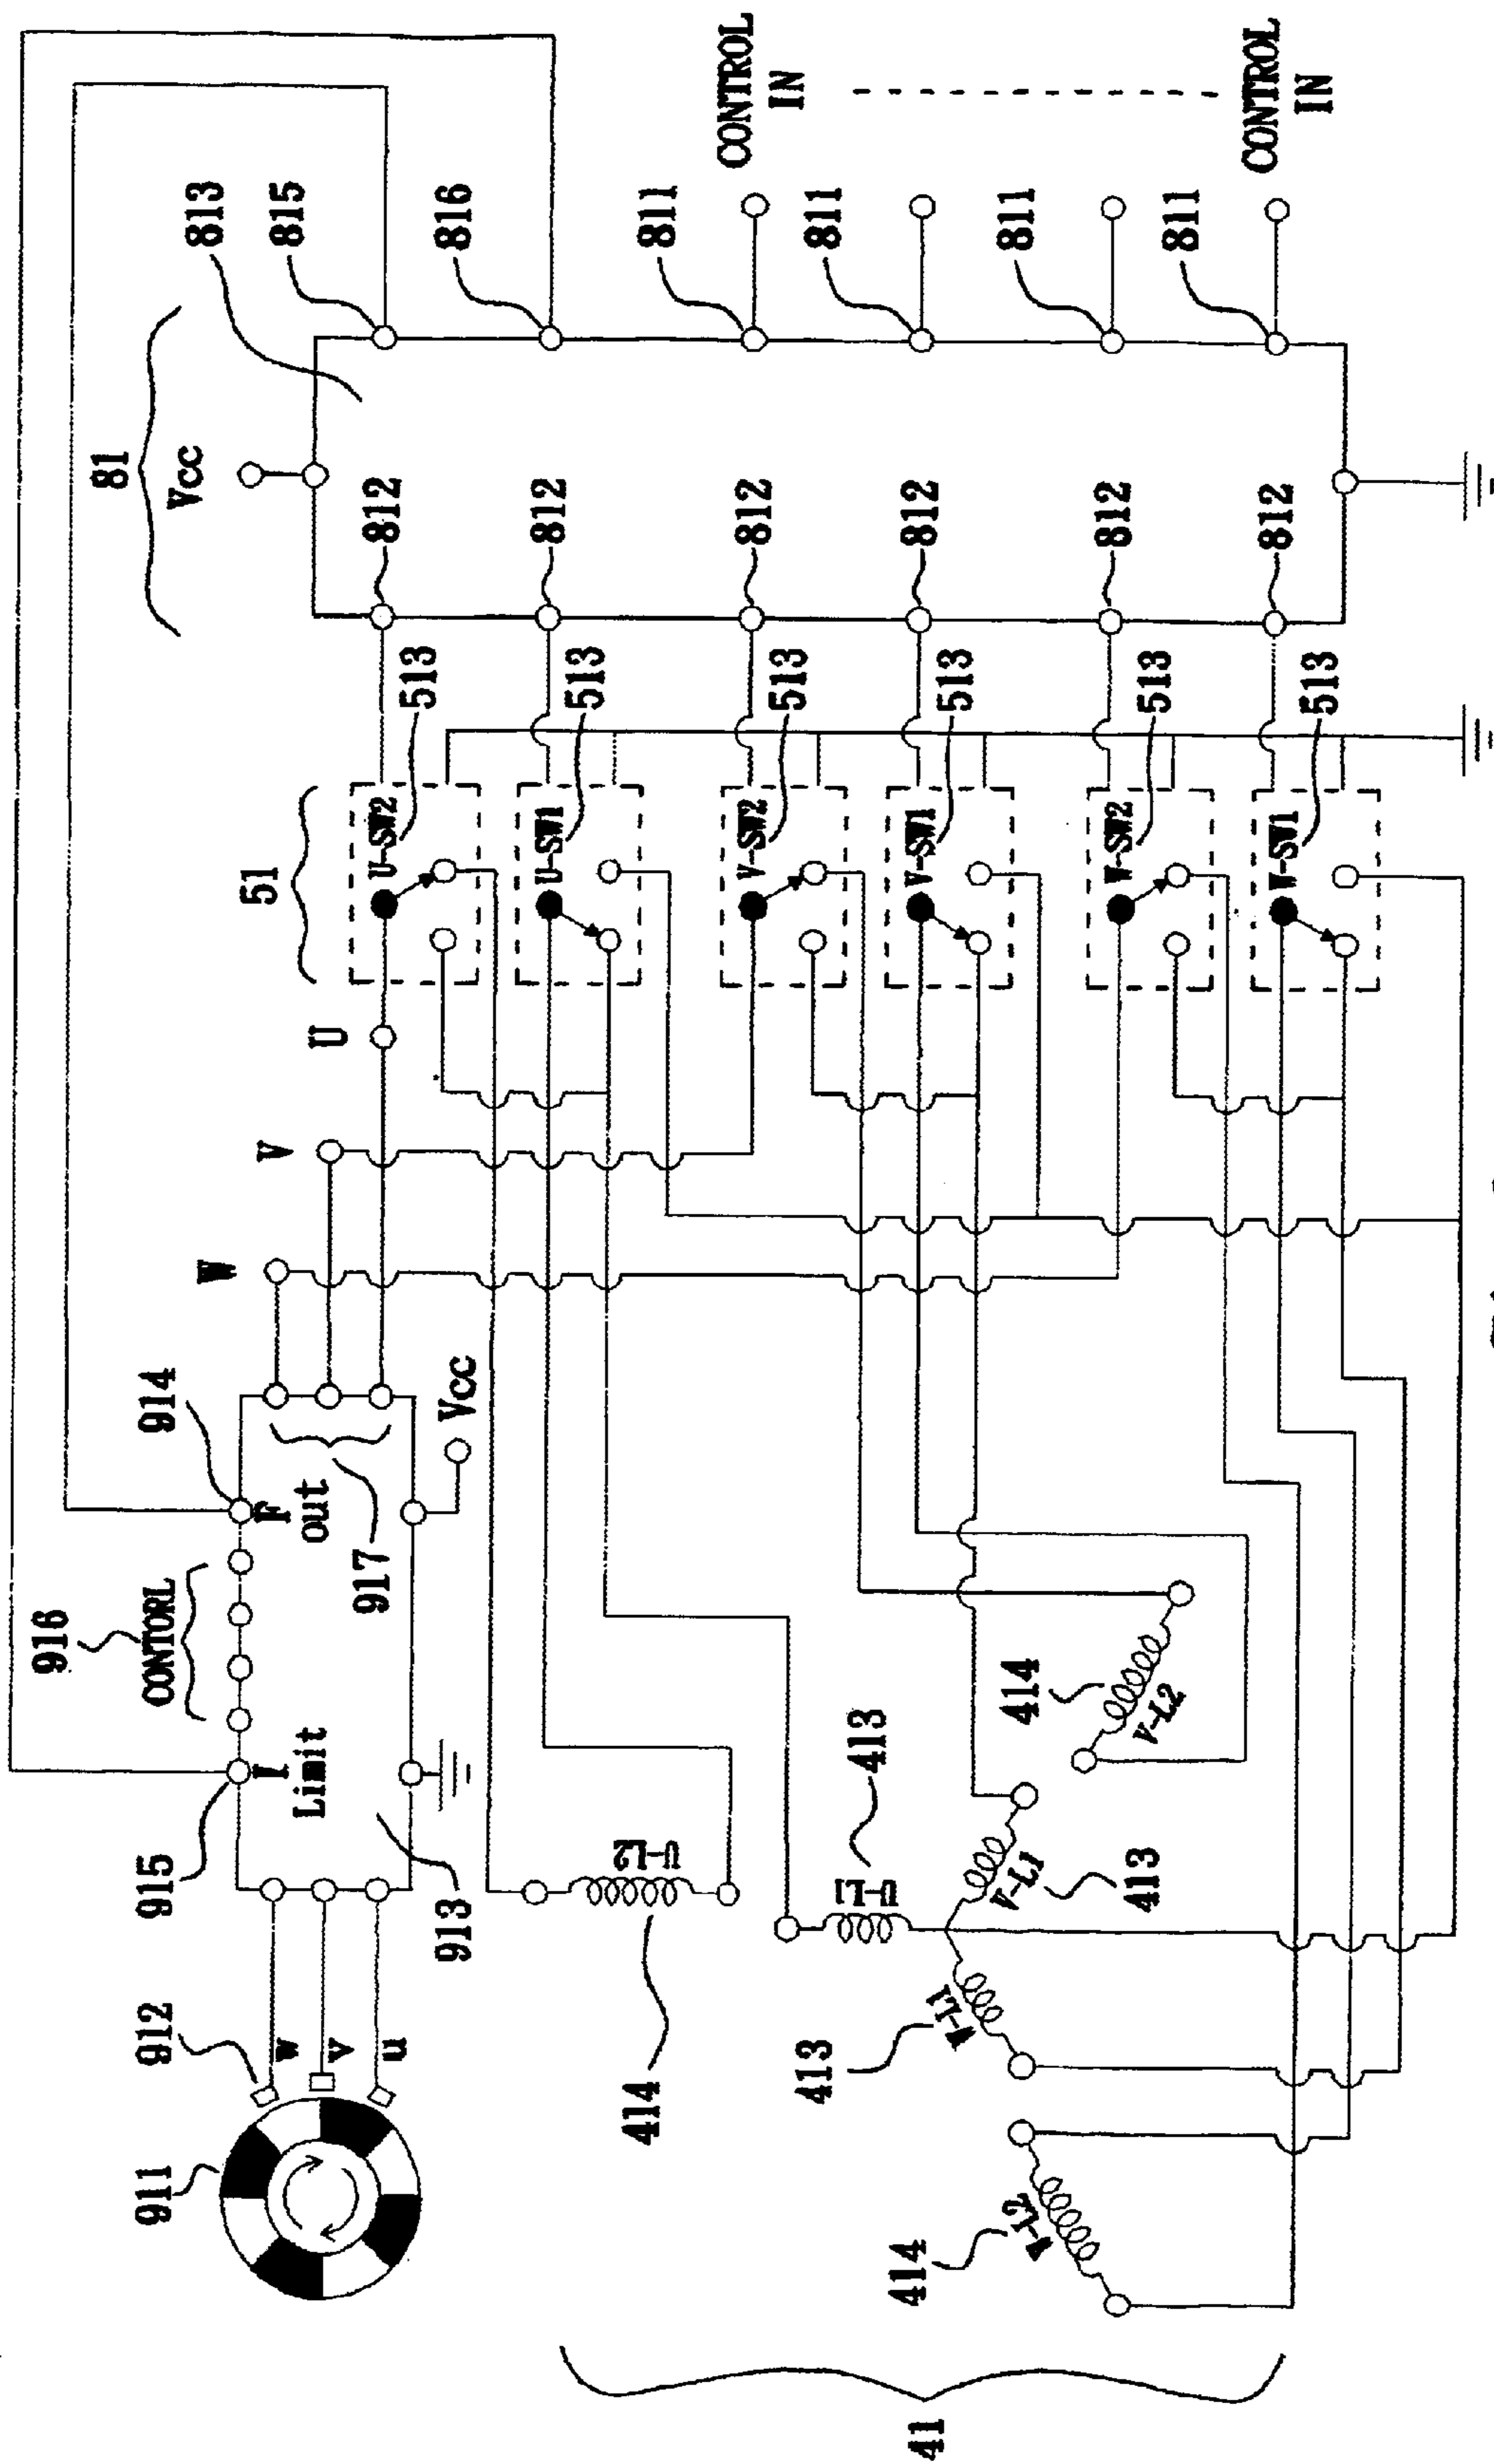 916
81
911
912
915
CONTORL
914
Vcc
813
W
w
I
F
V
815
Limit
out
v
U
917
812
u
U-SW2
513
913
Vcc
51
816
812
U-SW1
513
414
U-L2
811
CONTROL
IN
812
V-SW2
513
811
413
U-L1
413
V-SW1
812
513
414
41
W-L1
V-L1
414
811
W-L2
413
V-L2
W-SW2
812
513
811
CONTROL
IN
W-SW1
812
513